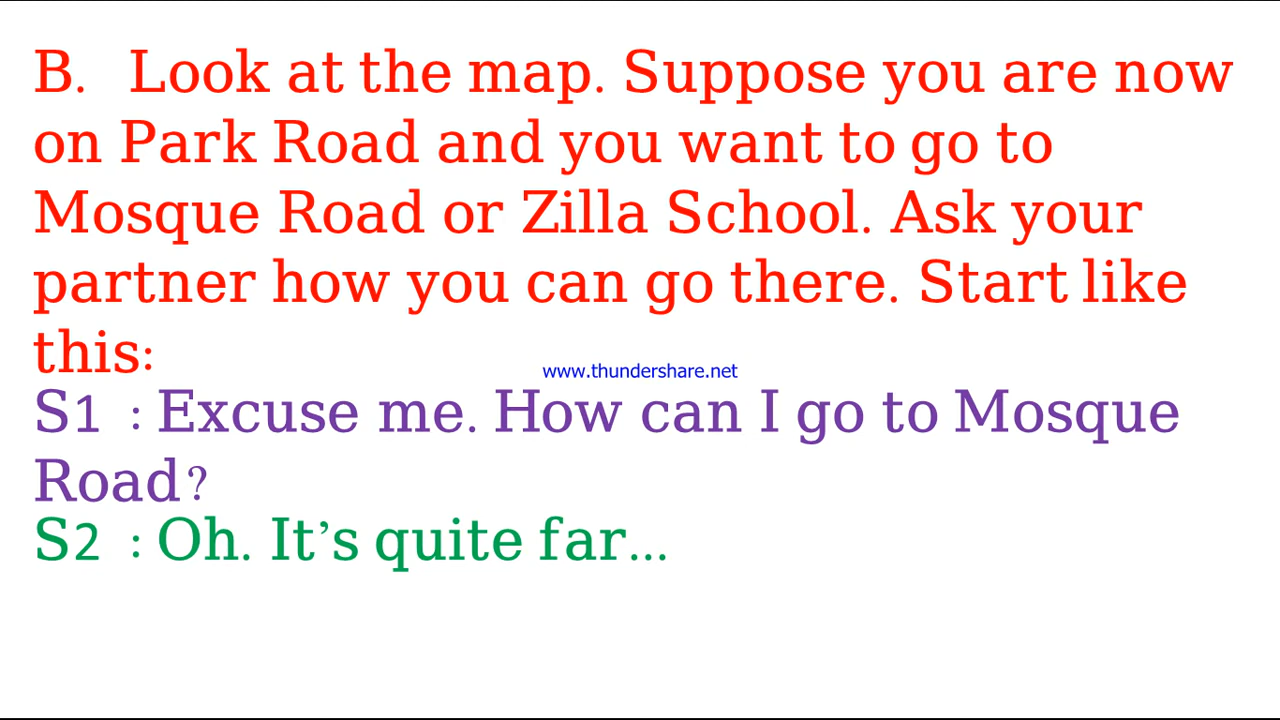 B. Look at the map. Suppose you are now
on Park Road and you want to go to
Mosque Road or Zilla School. Ask your
partner how you can go there. Start like
this:
www.thundershare.net
S1 : Excuse me. How can I go to Mosque
Road?
S2 : Oh. It’s quite far...